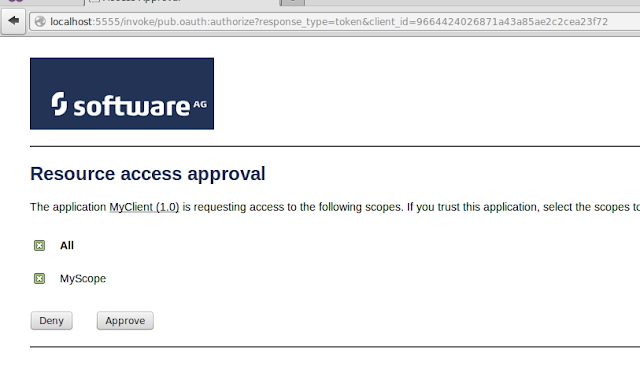 localhost:5555/invoke/pub.oauth:authorize?response_type=token&client_id=9664424026871a43a85ae2c2cea23f72
software AG
Resource access approval
The application MyClient (1.0) is requesting access to the following scopes. If you trust this application, select the scopes to
All
MyScope
Deny Approve